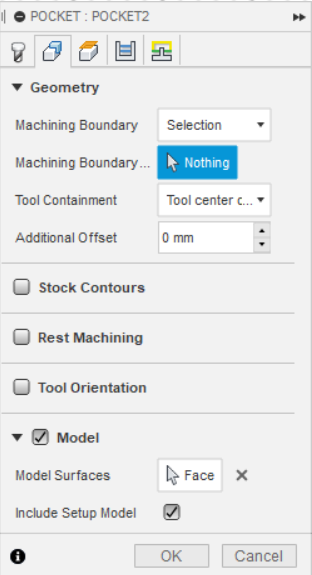 POCKET : POCKET2
Geometry
Machining Boundary Selection
Machining Boundary... Nothing
Tool Containment Tool center c...
Additional Offset 0 mm
Stock Contours
Rest Machining
Tool Orientation
Model
Model Surfaces Face
Include Setup Model
OK Cancel